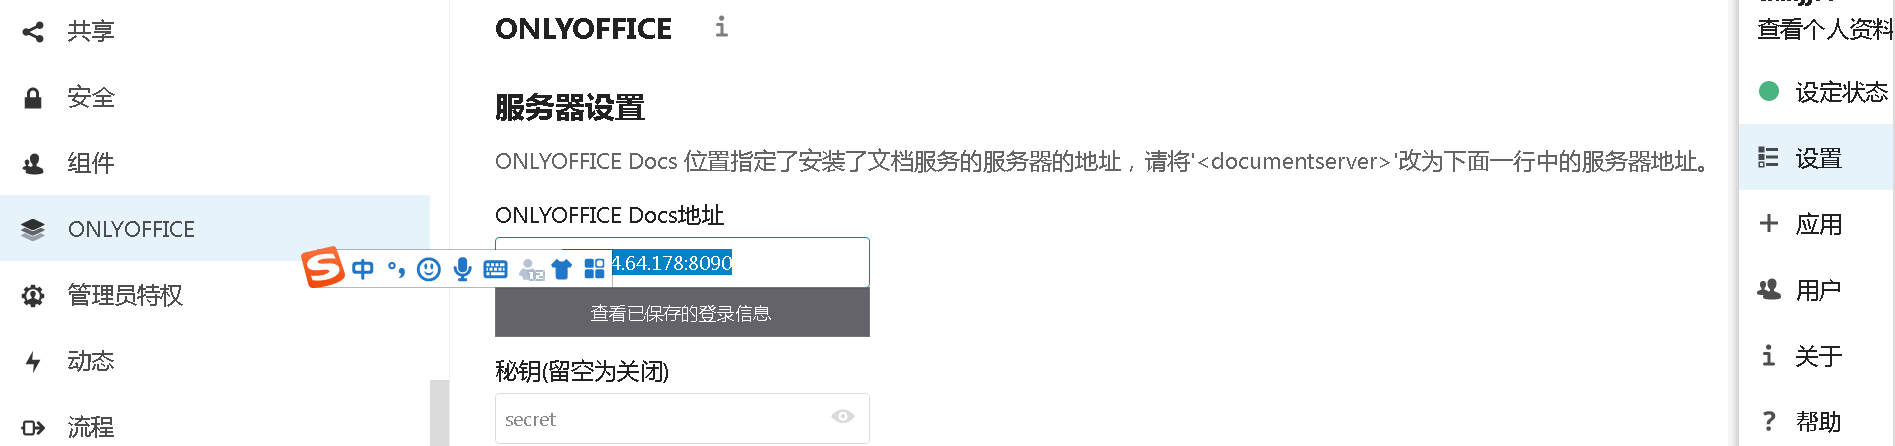 共享
安全
组件
ONLYOFFICE
管理员特权
动态
流程
ONLYOFFICE
服务器设置
ONLYOFFICE Docs 位置指定了安装了文档服务的服务器的地址，请将'<documentserver>'改为下面一行中的服务器地址。
ONLYOFFICE Docs地址
中
12
4.64.178:8090
查看已保存的登录信息
秘钥(留空为关闭)
secret
查看个人资料
设定状态
设置
应用
用户
关于
帮助